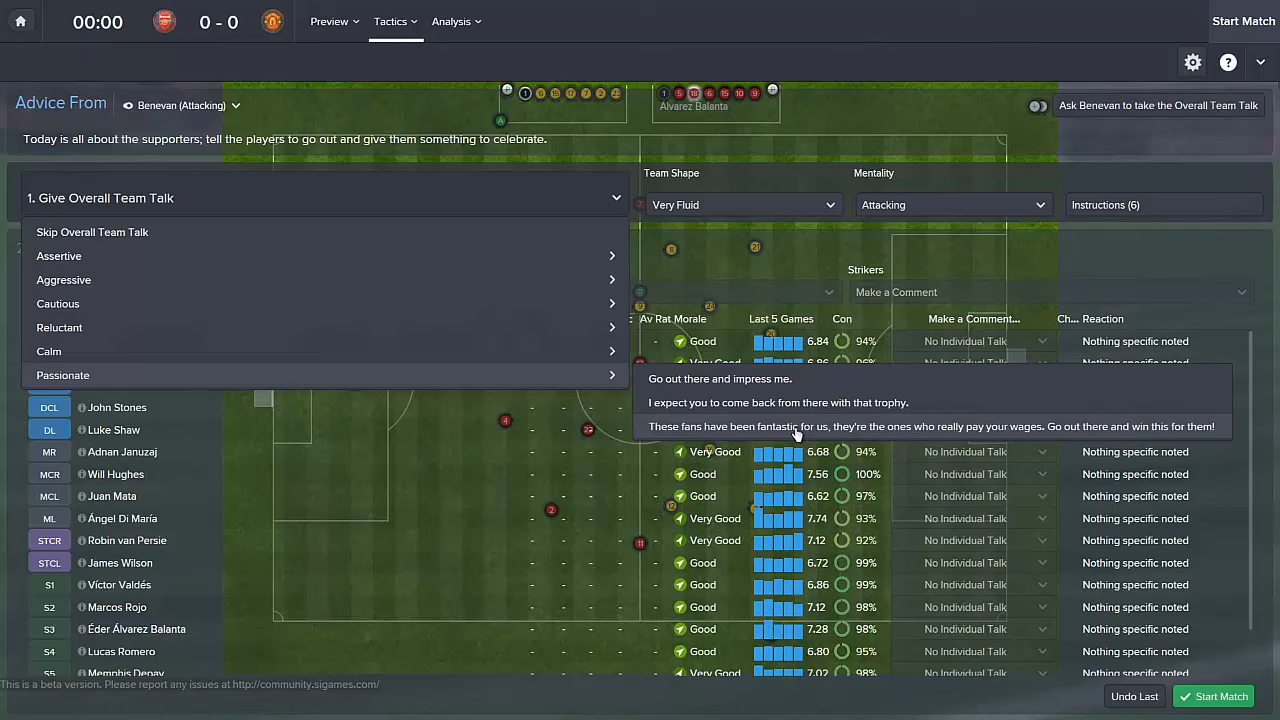 00:00 0 - 0 Preview Tactics Analysis Start Match
Advice From Benevan (Attacking) Ask Benevan to take the Overall Team Talk
Alvarez Balanta
Today is all about the supporters; tell the players to go out and give them something to celebrate.
Team Shape Mentality
1. Give Overall Team Talk Very Fluid Attacking Instructions (6)
Skip Overall Team Talk
Assertive
Aggressive
Cautious
Reluctant
Calm
Passionate
Strikers
Make a Comment
Av Rat Morale Last 5 Games Con Make a Comment... Ch... Reaction
- Good 6.84 94% No Individual Talk Nothing specific noted
Go out there and impress me.
I expect you to come back from there with that trophy.
These fans have been fantastic for us, they're the ones who really pay your wages. Go out there and win this for them!
DCL John Stones
DL Luke Shaw
MR Adnan Januzaj - - - - - Very Good 6.68 94% No Individual Talk Nothing specific noted
MCR Will Hughes - - - - - Good 7.56 100% No Individual Talk Nothing specific noted
MCL Juan Mata - - - - - Good 6.62 97% No Individual Talk Nothing specific noted
ML Ángel Di María - - - - - Very Good 7.74 93% No Individual Talk Nothing specific noted
STCR Robin van Persie - - - - - Very Good 7.12 92% No Individual Talk Nothing specific noted
STCL James Wilson - - - - - Good 6.72 99% No Individual Talk Nothing specific noted
S1 Víctor Valdés - - - - - Good 6.86 99% No Individual Talk Nothing specific noted
S2 Marcos Rojo - - - - - Good 7.12 98% No Individual Talk Nothing specific noted
S3 Éder Álvarez Balanta - - - - - Good 7.28 98% No Individual Talk Nothing specific noted
S4 Lucas Romero - - - - - Good 6.80 95% No Individual Talk Nothing specific noted
S5 Memphis Depay - - - - - Very Good 7.02 98% No Individual Talk Nothing specific noted
This is a beta version. Please report any issues at http://community.sigames.com/
Undo Last Start Match